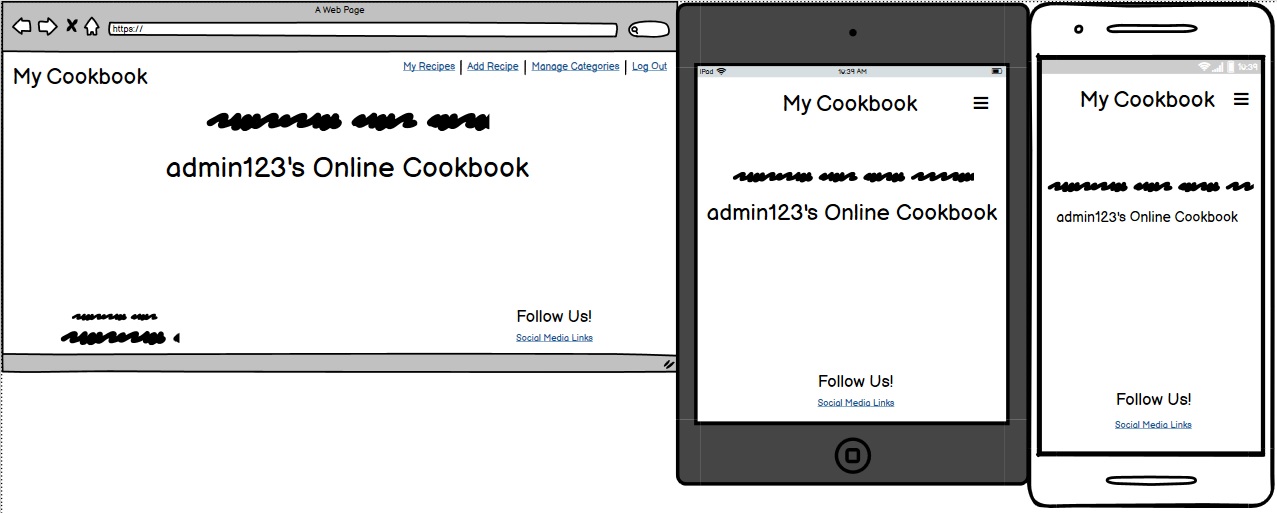 A Web Page
https://
My Cookbook
My Recipes | Add Recipe | Manage Categories | Log Out
admin123's Online Cookbook
Follow Us!
Social Media Links
iPad 10:39 AM
My Cookbook
admin123's Online Cookbook
Follow Us!
Social Media Links
10:39
My Cookbook
admin123's Online Cookbook
Follow Us!
Social Media Links